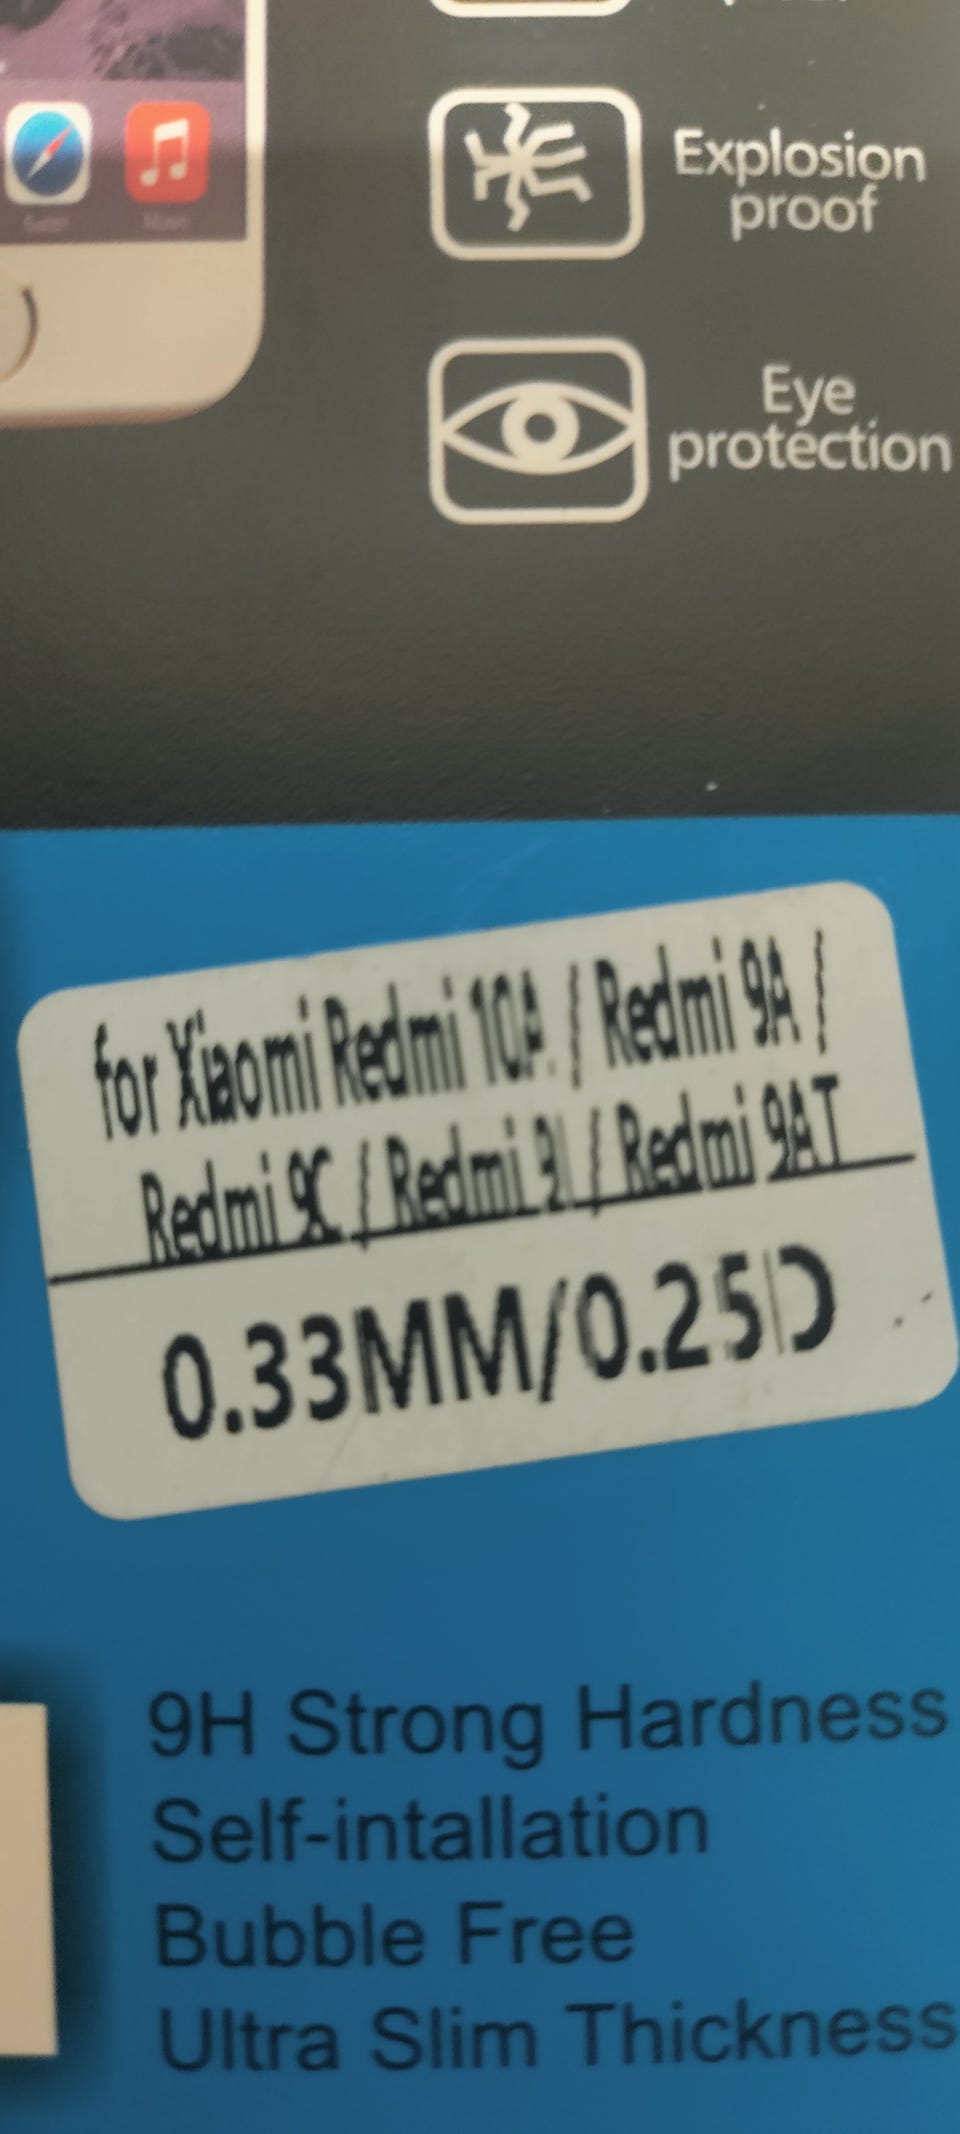 Explosion
proof
Eye
protection
for Xiaomi Redmi 10A / Redmi 9A /
Redmi 9C / Redmi 9I / Redmi 9AT
0.33MM/0.25D
9H Strong Hardness
Self-intallation
Bubble Free
Ultra Slim Thickness